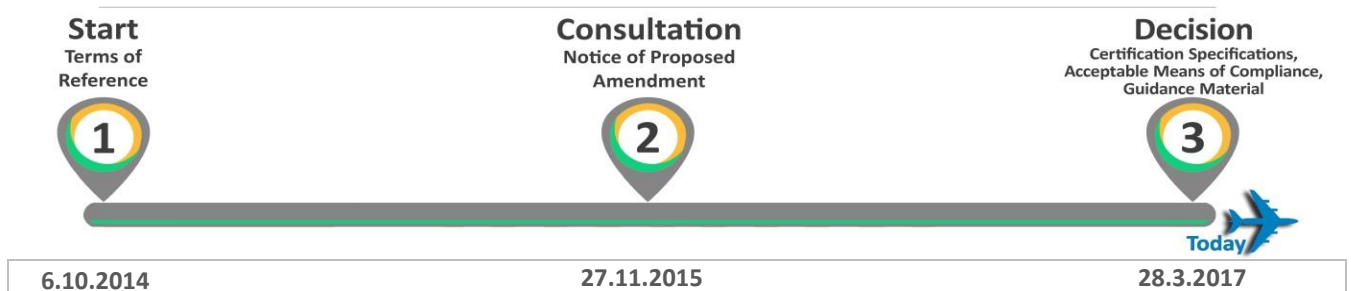 Start
Terms of
Reference
Consultation
Notice of Proposed
Amendment
Decision
Certification Specifications,
Acceptable Means of Compliance,
Guidance Material
1
2
3
Today
6.10.2014
27.11.2015
28.3.2017